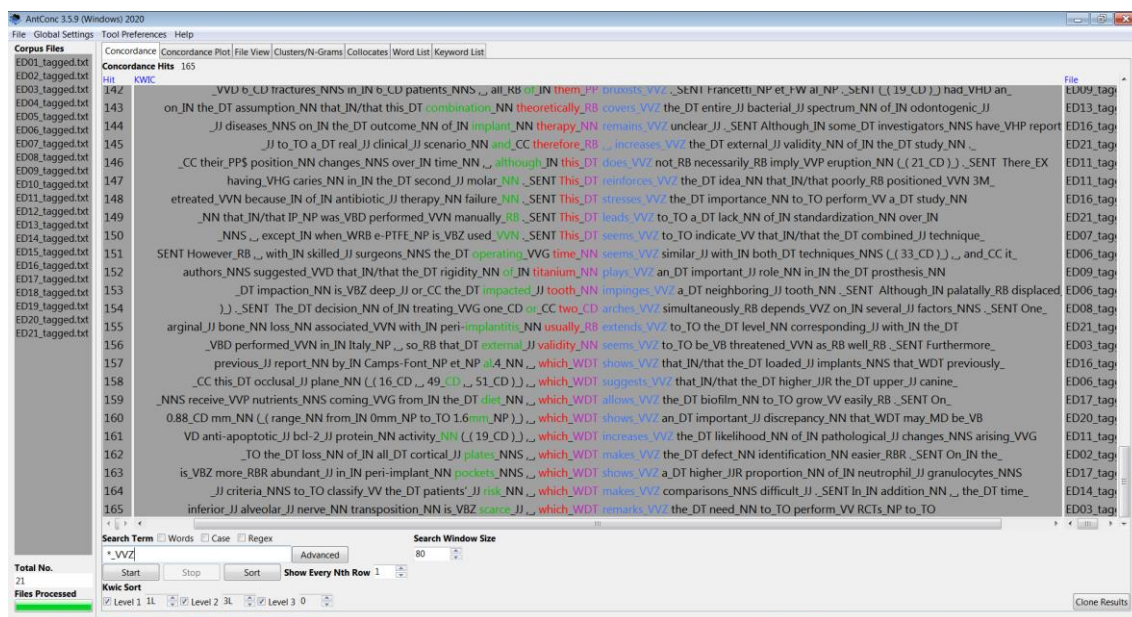 AntConc 3.5.9 (Windows) 2020
File Global Settings Tool Preferences Help
Corpus Files
ED01_tagged.txt
ED02_tagged.txt
ED03_tagged.txt
ED04_tagged.txt
ED05_tagged.txt
ED06_tagged.txt
ED07_tagged.txt
ED08_tagged.txt
ED09_tagged.txt
ED10_tagged.txt
ED11_tagged.txt
ED12_tagged.txt
ED13_tagged.txt
ED14_tagged.txt
ED15_tagged.txt
ED16_tagged.txt
ED17_tagged.txt
ED18_tagged.txt
ED19_tagged.txt
ED20_tagged.txt
ED21_tagged.txt
Total No.
21
Files Processed
Concordance Concordance Plot File View Clusters/N-Grams Collocates Word List Keyword List
Concordance Hits 165
Hit KWIC File
142 _VVD 6_CD fractures_NNS in_IN 6_CD patients_NNS ,_, all_RB of_IN them_PP bruxists_VVZ ._SENT Francetti_NP et_FW al_NP ._SENT (_( 19_CD )_) had_VHD an_ ED09_tag
143 on_IN the_DT assumption_NN that_IN/that this_DT combination_NN theoretically_RB covers_VVZ the_DT entire_JJ bacterial_JJ spectrum_NN of_IN odontogenic_JJ ED13_tag
144 _JJ diseases_NNS on_IN the_DT outcome_NN of_IN implant_NN therapy_NN remains_VVZ unclear_JJ ._SENT Although_IN some_DT investigators_NNS have_VHP report ED16_tag
145 _JJ to_TO a_DT real_JJ clinical_JJ scenario_NN and_CC therefore_RB ,_, increases_VVZ the_DT external_JJ validity_NN of_IN the_DT study_NN ._ ED21_tag
146 _CC their_PP$ position_NN changes_NNS over_IN time_NN ,_, although_IN this_DT does_VVZ not_RB necessarily_RB imply_VVP eruption_NN (_( 21_CD )_) ._SENT There_EX ED11_tag
147 having_VHG caries_NN in_IN the_DT second_JJ molar_NN ._SENT This_DT reinforces_VVZ the_DT idea_NN that_IN/that poorly_RB positioned_VVN 3M_ ED11_tag
148 etreated_VVN because_IN of_IN antibiotic_JJ therapy_NN failure_NN ._SENT This_DT stresses_VVZ the_DT importance_NN to_TO perform_VV a_DT study_NN ED16_tag
149 _NN that_IN/that IP_NP was_VBD performed_VVN manually_RB ._SENT This_DT leads_VVZ to_TO a_DT lack_NN of_IN standardization_NN over_IN ED21_tag
150 _NNS ,_, except_IN when_WRB e-PTFE_NP is_VBZ used_VVN ._SENT This_DT seems_VVZ to_TO indicate_VV that_IN/that the_DT combined_JJ technique_ ED07_tag
151 SENT However_RB ,_, with_IN skilled_JJ surgeons_NNS the_DT operating_VVG time_NN seems_VVZ similar_JJ with_IN both_DT techniques_NNS (_( 33_CD )_) ,_, and_CC it_ ED06_tag
152 authors_NNS suggested_VVD that_IN/that the_DT rigidity_NN of_IN titanium_NN plays_VVZ an_DT important_JJ role_NN in_IN the_DT prosthesis_NN ED09_tag
153 _DT impaction_NN is_VBZ deep_JJ or_CC the_DT impacted_JJ tooth_NN impinges_VVZ a_DT neighboring_JJ tooth_NN ._SENT Although_IN palatally_RB displaced_ ED06_tag
154 )_) ._SENT The_DT decision_NN of_IN treating_VVG one_CD or_CC two_CD arches_VVZ simultaneously_RB depends_VVZ on_IN several_JJ factors_NNS ._SENT One_ ED08_tag
155 arginal_JJ bone_NN loss_NN associated_VVN with_IN peri-implantitis_NN usually_RB extends_VVZ to_TO the_DT level_NN corresponding_JJ with_IN the_DT ED21_tag
156 _VBD performed_VVN in_IN Italy_NP ,_, so_RB that_DT external_JJ validity_NN seems_VVZ to_TO be_VB threatened_VVN as_RB well_RB ._SENT Furthermore_ ED03_tag
157 previous_JJ report_NN by_IN Camps-Font_NP et_NP al.4_NN ,_, which_WDT shows_VVZ that_IN/that the_DT loaded_JJ implants_NNS that_WDT previously_ ED16_tag
158 _CC this_DT occlusal_JJ plane_NN (_( 16_CD ,_, 49_CD ,_, 51_CD )_) ,_, which_WDT suggests_VVZ that_IN/that the_DT higher_JJR the_DT upper_JJ canine_ ED06_tag
159 _NNS receive_VVP nutrients_NNS coming_VVG from_IN the_DT diet_NN ,_, which_WDT allows_VVZ the_DT biofilm_NN to_TO grow_VV easily_RB ._SENT On_ ED17_tag
160 0.88_CD mm_NN (_( range_NN from_IN 0mm_NP to_TO 1.6mm_NP )_) ,_, which_WDT shows_VVZ an_DT important_JJ discrepancy_NN that_WDT may_MD be_VB ED20_tag
161 VD anti-apoptotic_JJ bcl-2_JJ protein_NN activity_NN (_( 19_CD )_) ,_, which_WDT increases_VVZ the_DT likelihood_NN of_IN pathological_JJ changes_NNS arising_VVG ED11_tag
162 _TO the_DT loss_NN of_IN all_DT cortical_JJ plates_NNS ,_, which_WDT makes_VVZ the_DT defect_NN identification_NN easier_RBR ._SENT On_IN the_ ED02_tag
163 is_VBZ more_RBR abundant_JJ in_IN peri-implant_NN pockets_NNS ,_, which_WDT shows_VVZ a_DT higher_JJR proportion_NN of_IN neutrophil_JJ granulocytes_NNS ED17_tag
164 _JJ criteria_NNS to_TO classify_VV the_DT patients'_JJ risk_NN ,_, which_WDT makes_VVZ comparisons_NNS difficult_JJ ._SENT In_IN addition_NN ,_, the_DT time_ ED14_tag
165 inferior_JJ alveolar_JJ nerve_NN transposition_NN is_VBZ scarce_JJ ,_, which_WDT remarks_VVZ the_DT need_NN to_TO perform_VV RCTs_NP to_TO ED03_tag
Search Term Words Case Regex Search Window Size
*_VVZ Advanced 80
Start Stop Sort Show Every Nth Row 1
Kwic Sort
Level 1 1L Level 2 3L Level 3 0 Clone Results